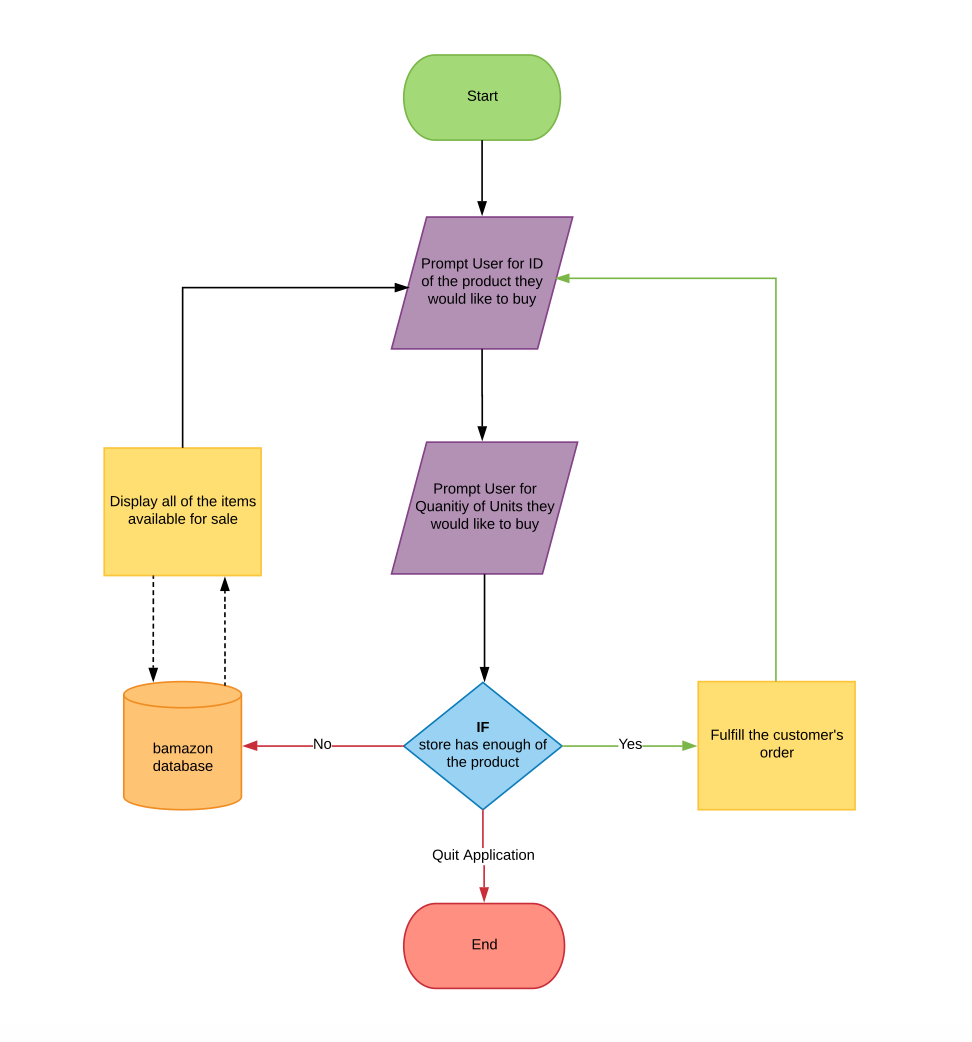 Start
Prompt User for ID
of the product they
would like to buy
Display all of the items
available for sale
Prompt User for
Quanitiy of Units they
would like to buy
bamazon
database
No
IF
store has enough of
the product
Yes
Fulfill the customer's
order
Quit Application
End